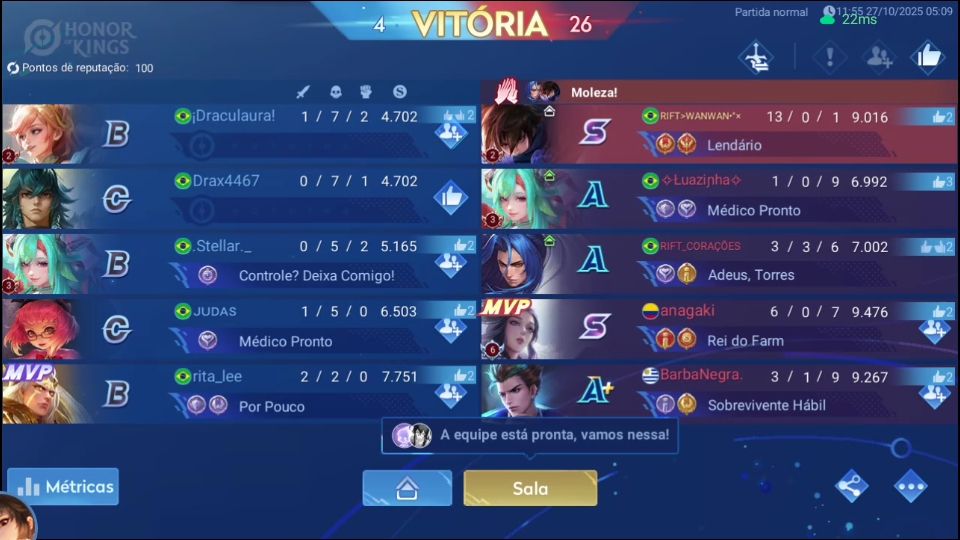 HONOR
OF KINGS
4 VITÓRIA 26
Partida normal 11:55 27/10/2025 05:09
22ms
Pontos de reputação: 100
Moleza!
¡Draculaura! 1 / 7 / 2 4.702 2
2 B
Drax4467 0 / 7 / 1 4.702
C
.Stellar._ 0 / 5 / 2 5.165 2
3 B Controle? Deixa Comigo!
JUDAS 1 / 5 / 0 6.503 2
C Médico Pronto
MVP rita_lee 2 / 2 / 0 7.751 2
B Por Pouco
RIFT>WANWAN•°× 13 / 0 / 1 9.016 2
2 S Lendário
✧Łuaziɲha✧ 1 / 0 / 9 6.992 3
3 A Médico Pronto
RIFT_CORAÇÕES 3 / 3 / 6 7.002 2
A Adeus, Torres
MVP anagaki 6 / 0 / 7 9.476 2
6 S Rei do Farm
BarbaNegra. 3 / 1 / 9 9.267 2
A+ Sobrevivente Hábil
A equipe está pronta, vamos nessa!
Métricas
Sala